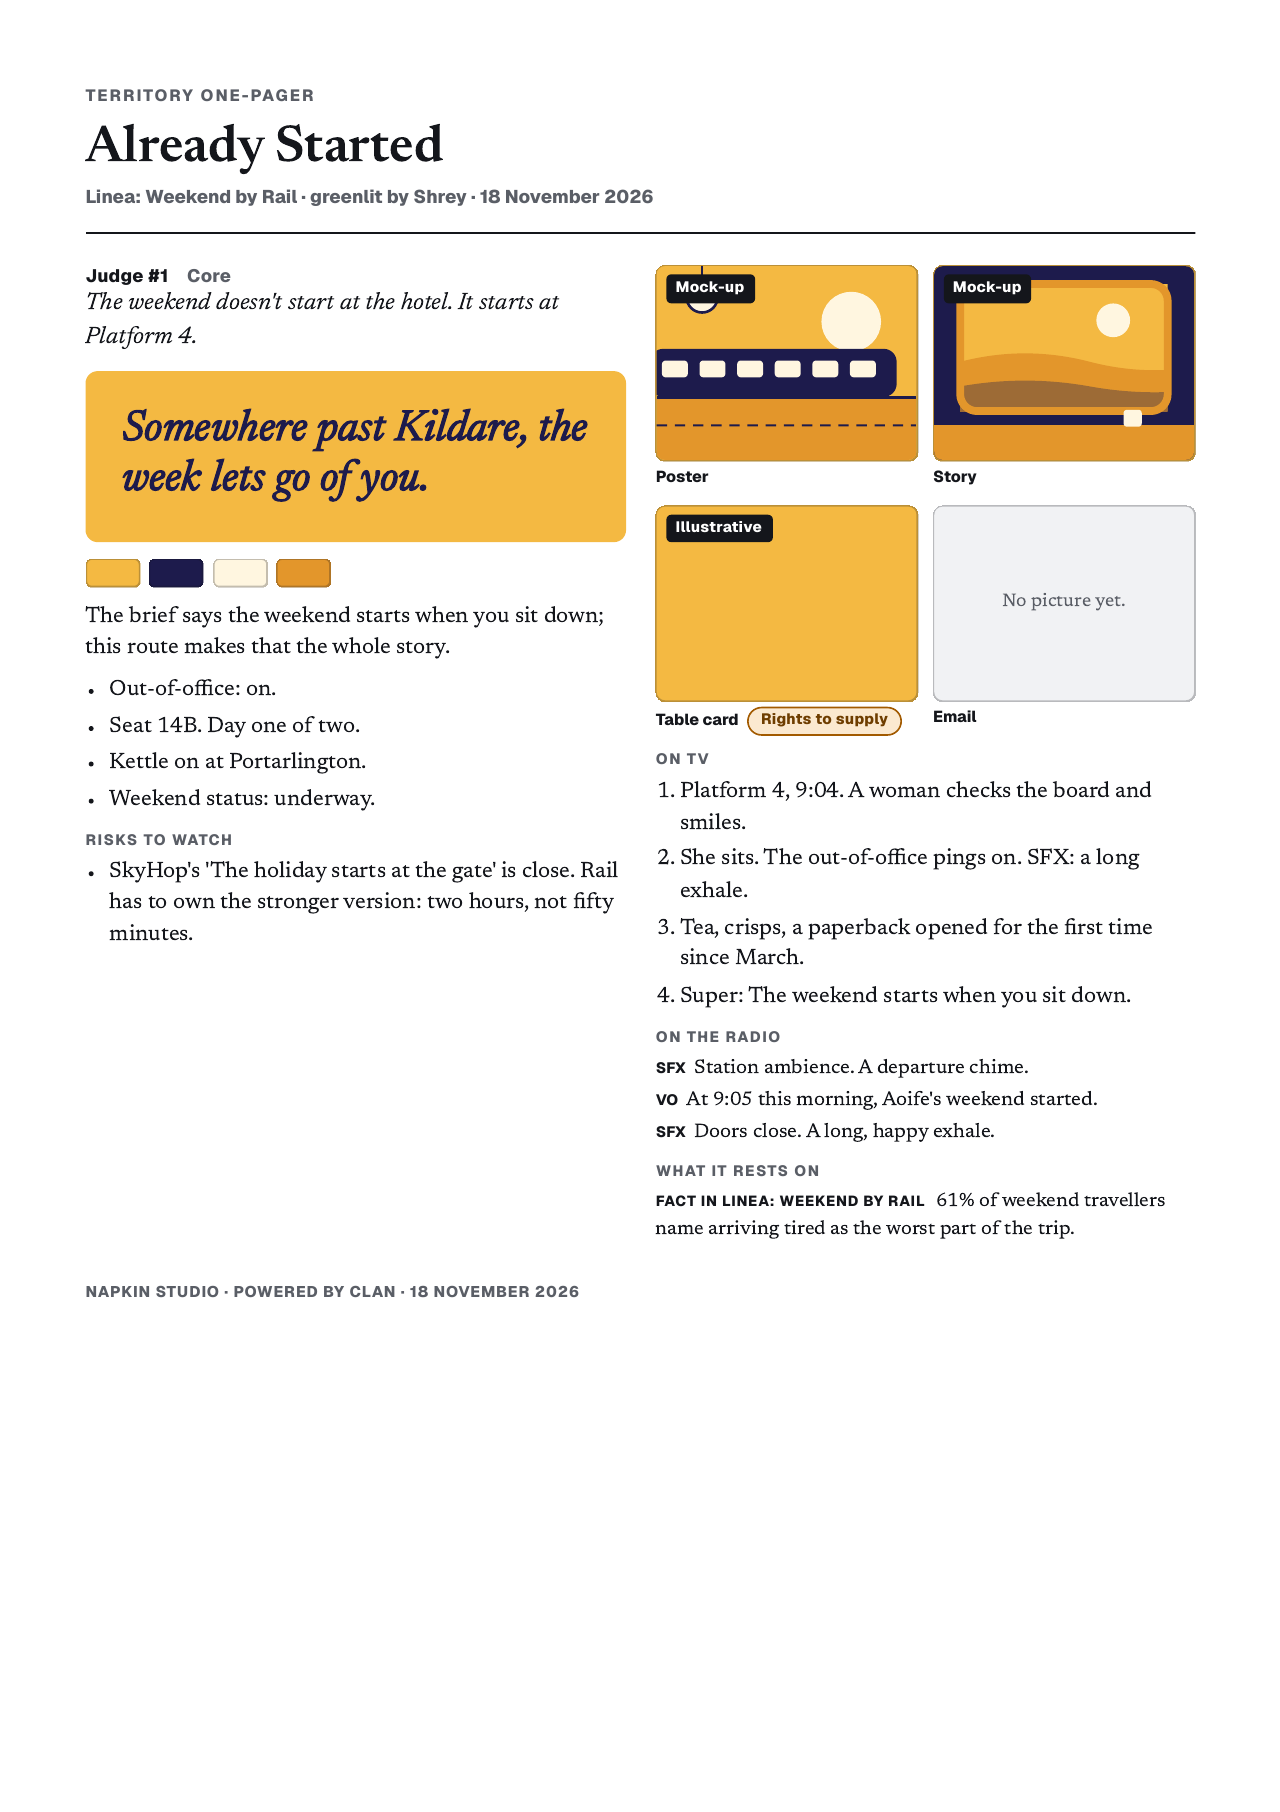 TERRITORY ONE-PAGER
Already Started
Linea: Weekend by Rail · greenlit by Shrey · 18 November 2026
Judge #1 Core
The weekend doesn't start at the hotel. It starts at
Platform 4.
Somewhere past Kildare, the
week lets go of you.
The brief says the weekend starts when you sit down;
this route makes that the whole story.
• Out-of-office: on.
• Seat 14B. Day one of two.
• Kettle on at Portarlington.
• Weekend status: underway.
RISKS TO WATCH
• SkyHop's 'The holiday starts at the gate' is close. Rail
has to own the stronger version: two hours, not fifty
minutes.
Mock-up
Poster
Mock-up
Story
Illustrative
Table card Rights to supply
No picture yet.
Email
ON TV
1. Platform 4, 9:04. A woman checks the board and
smiles.
2. She sits. The out-of-office pings on. SFX: a long
exhale.
3. Tea, crisps, a paperback opened for the first time
since March.
4. Super: The weekend starts when you sit down.
ON THE RADIO
SFX Station ambience. A departure chime.
VO At 9:05 this morning, Aoife's weekend started.
SFX Doors close. A long, happy exhale.
WHAT IT RESTS ON
FACT IN LINEA: WEEKEND BY RAIL 61% of weekend travellers
name arriving tired as the worst part of the trip.
NAPKIN STUDIO · POWERED BY CLAN · 18 NOVEMBER 2026